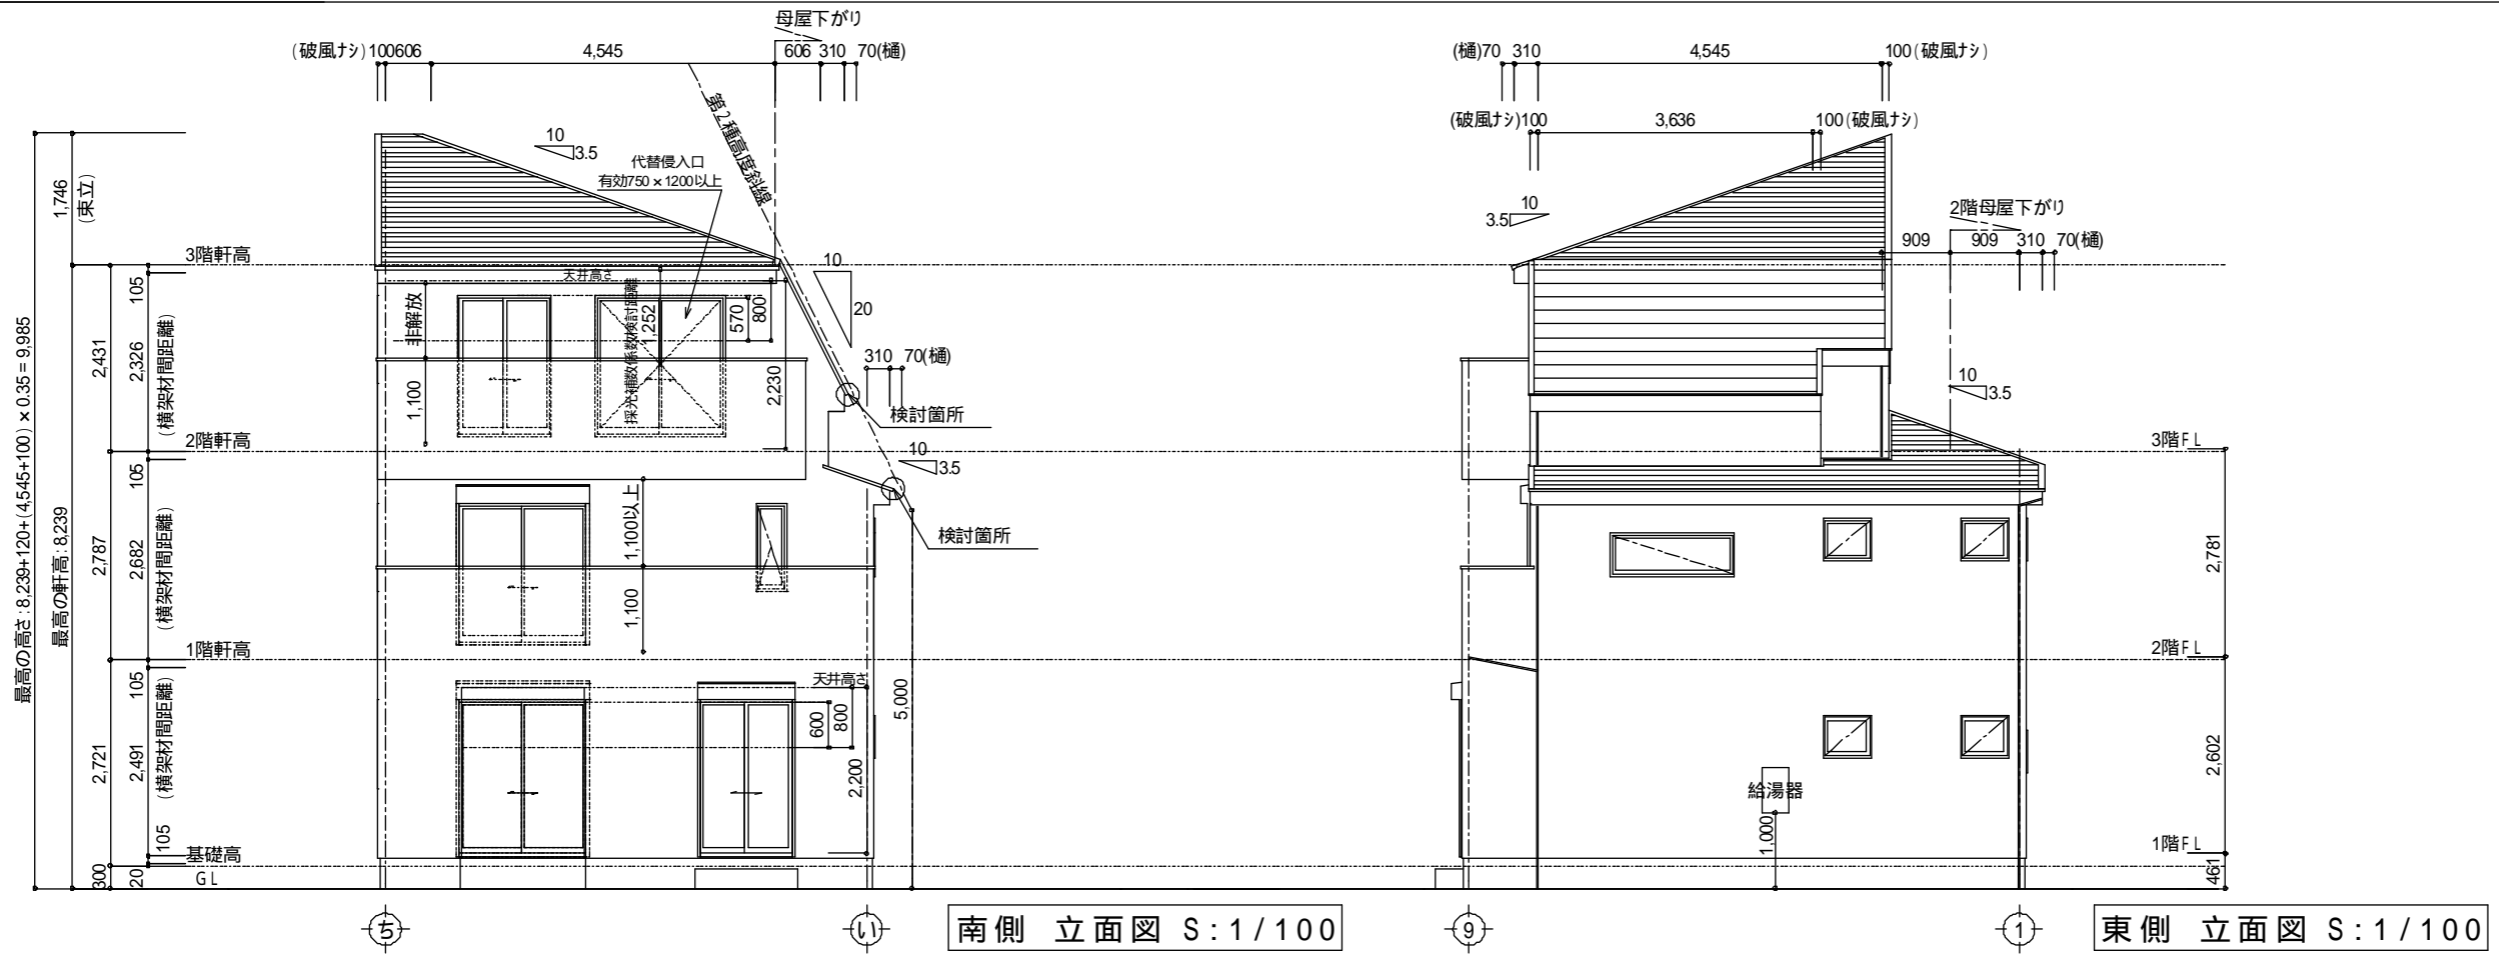 母屋下がり
(破風ナシ)100606 4,545 606 310 70(樋)
第2種高度斜線
10
3.5
代替侵入口
有効750×1200以上
1,746
(束立)
3階軒高
天井高さ
10
20
105
非解放
採光補数係数検討距離
1,252
570
800
最高の高さ:8,239+120+(4,545+100)×0.35=9,985
最高の軒高:8,239
2,431
2,326
(横架材間距離)
1,100
2,230
310 70(樋)
検討箇所
2階軒高
10
3.5
105
2,787
2,682
(横架材間距離)
1,100以上
1,100
検討箇所
1階軒高
105
天井高さ
600
800
5,000
2,721
2,491
(横架材間距離)
2,200
105
基礎高
300
20
GL
ち
い
南側 立面図 S:1/100
(樋)70 310 4,545 100(破風ナシ)
(破風ナシ)100 3,636 100(破風ナシ)
10
3.5
2階母屋下がり
909 909 310 70(樋)
10
3.5
3階FL
2,781
2階FL
2,602
給湯器
1,000
1階FL
461
9
1
東側 立面図 S:1/100